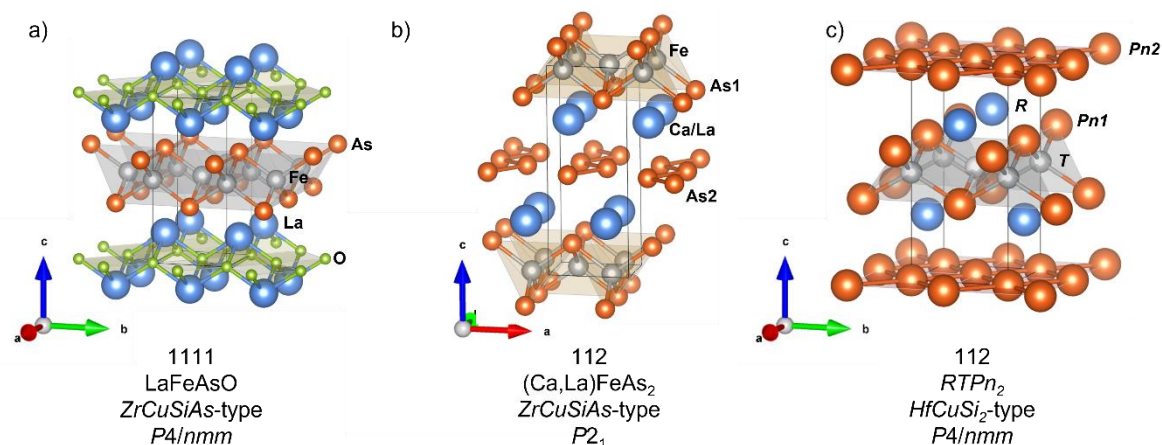 a)
As
Fe
La
O
c
a
b
1111
LaFeAsO
ZrCuSiAs-type
P4/nmm
b)
Fe
As1
Ca/La
As2
c
a
112
(Ca,La)FeAs₂
ZrCuSiAs-type
P2₁
c)
Pn2
R
Pn1
T
c
a
b
112
RTPn₂
HfCuSi₂-type
P4/nmm